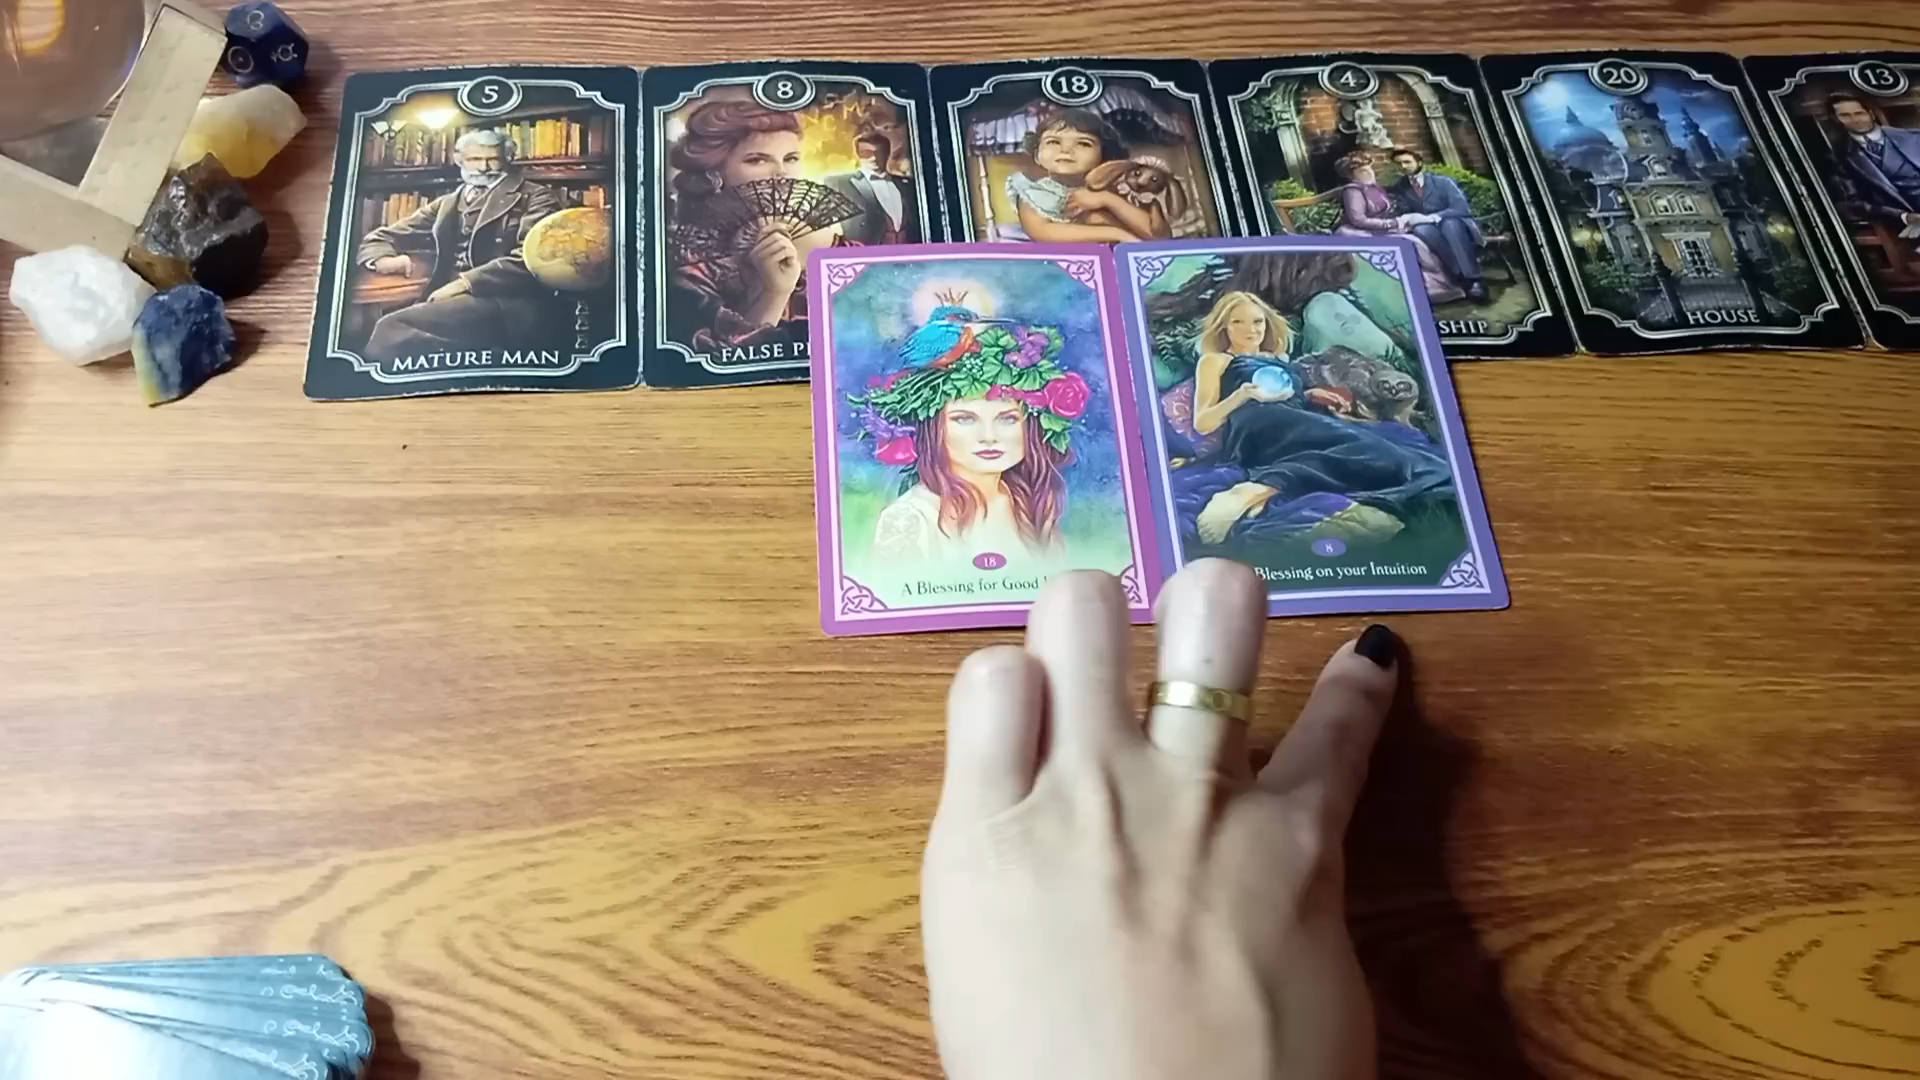 5
8
18
4
20
13
MATURE MAN
FALSE
SHIP
HOUSE
18
A Blessing for Good
8
Blessing on your Intuition